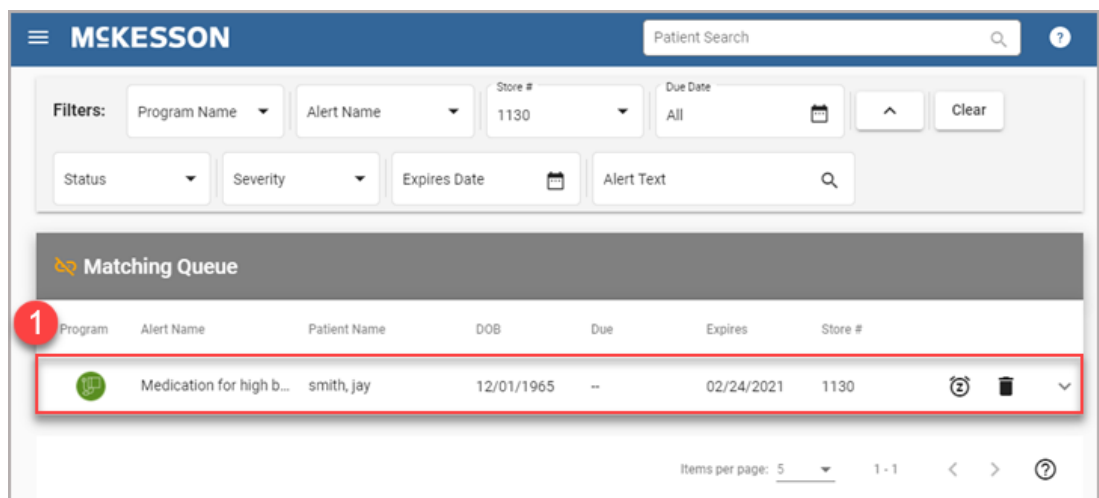 MCKESSON
Patient Search
?
Filters:
Program Name
Alert Name
Store #
1130
Due Date
All
Clear
Status
Severity
Expires Date
Alert Text
Matching Queue
1
Program Alert Name Patient Name DOB Due Expires Store #
Medication for high b... smith, jay 12/01/1965 -- 02/24/2021 1130
Items per page: 5 1 - 1
?